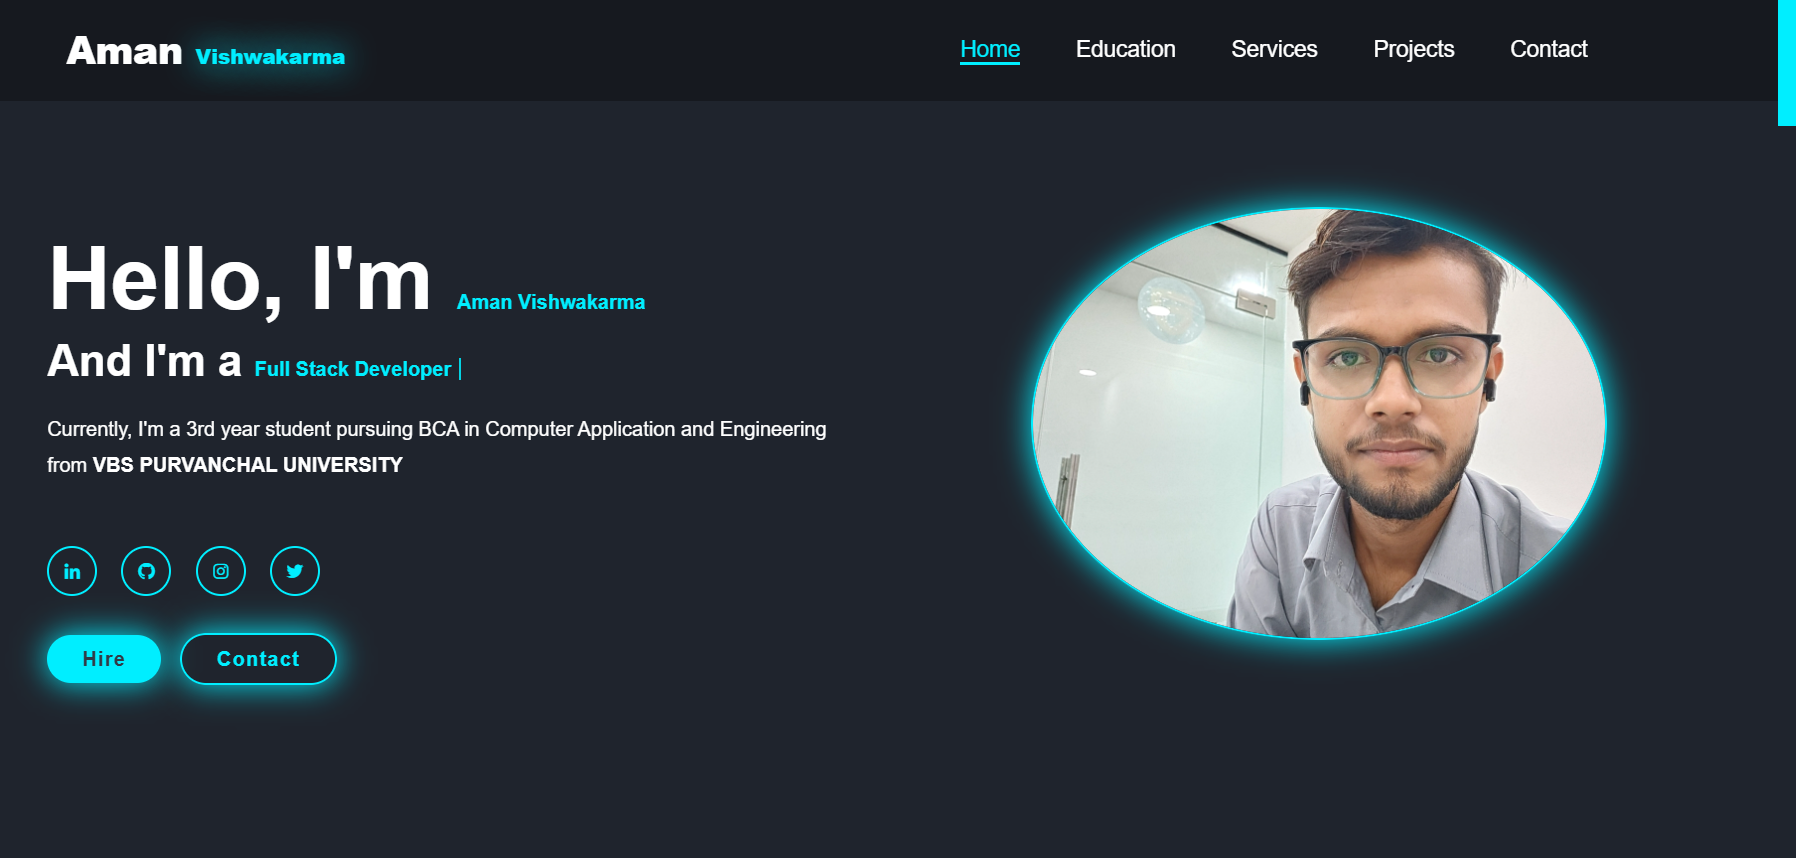 Aman Vishwakarma
Home Education Services Projects Contact
Hello, I'm Aman Vishwakarma
And I'm a Full Stack Developer |
Currently, I'm a 3rd year student pursuing BCA in Computer Application and Engineering
from VBS PURVANCHAL UNIVERSITY
in
Hire Contact